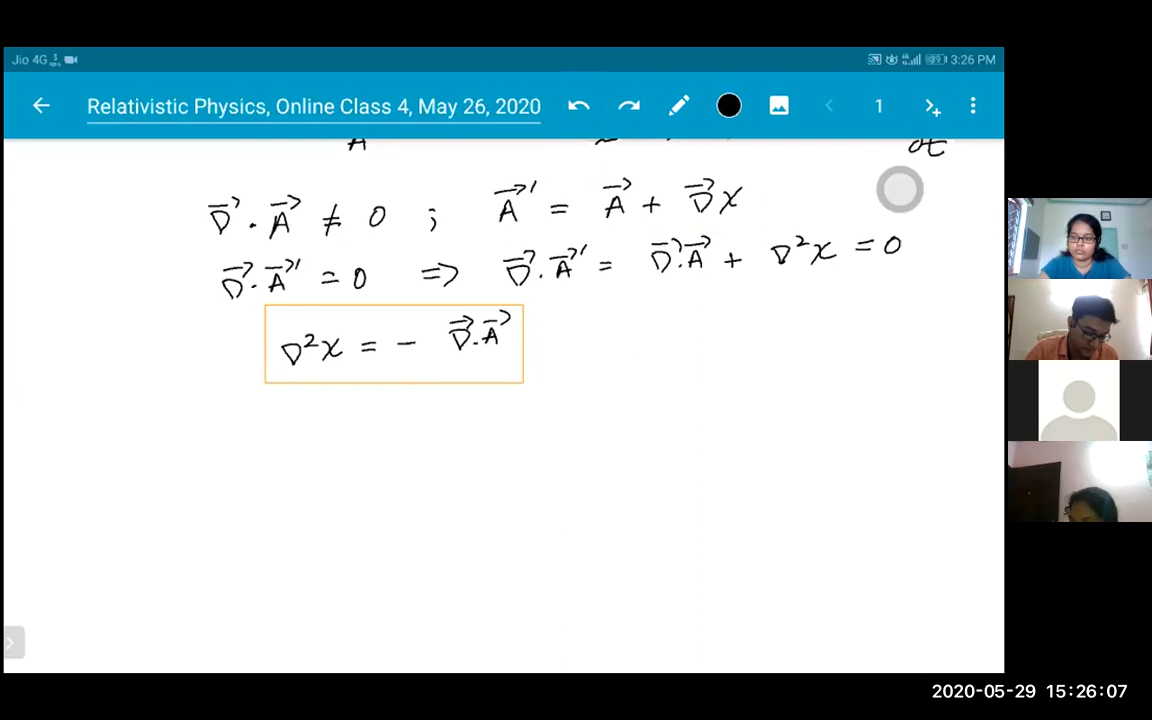 Jio 4G 3:26 PM
Relativistic Physics, Online Class 4, May 26, 2020 1
A ∂t
∇⃗ · A⃗ ≠ 0 ; A⃗′ = A⃗ + ∇⃗χ
∇⃗ · A⃗′ = 0 ⇒ ∇⃗ · A⃗′ = ∇⃗ · A⃗ + ∇²χ = 0
∇²χ = − ∇⃗ · A⃗
2020-05-29 15:26:07